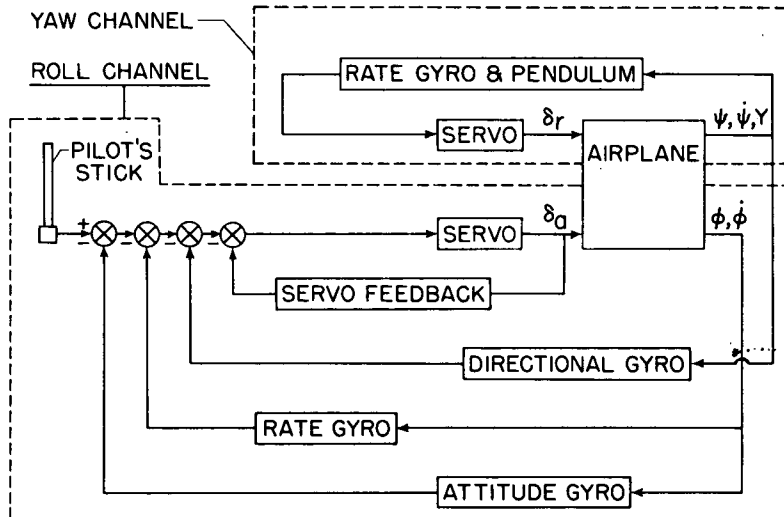 YAW CHANNEL
ROLL CHANNEL
RATE GYRO & PENDULUM
ψ, ψ̇, Y
δr
SERVO
AIRPLANE
PILOT'S
STICK
δa
φ, φ̇
+
−
−
−
−
SERVO
SERVO FEEDBACK
DIRECTIONAL GYRO
RATE GYRO
ATTITUDE GYRO